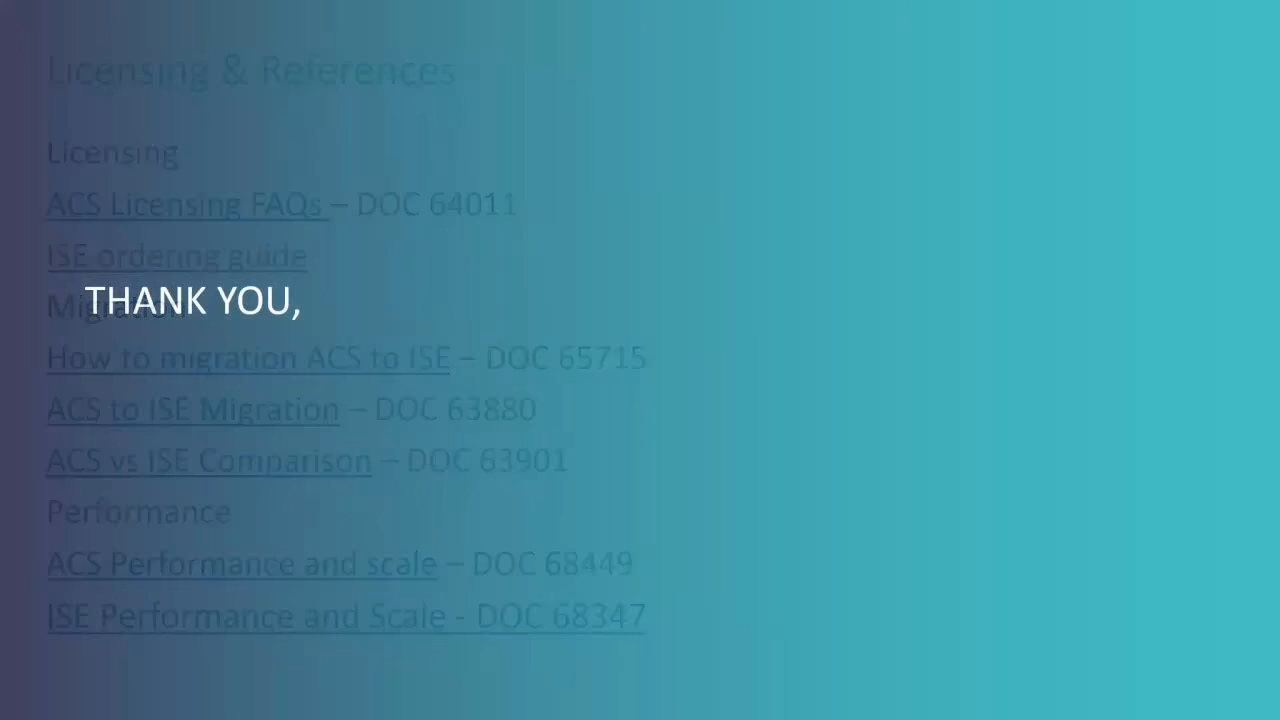 Licensing & References
Licensing
ACS Licensing FAQs – DOC 64011
ISE ordering guide
THANK YOU,
Migration
How to migration ACS to ISE – DOC 65715
ACS to ISE Migration – DOC 63880
ACS vs ISE Comparison – DOC 63901
Performance
ACS Performance and scale – DOC 68449
ISE Performance and Scale - DOC 68347